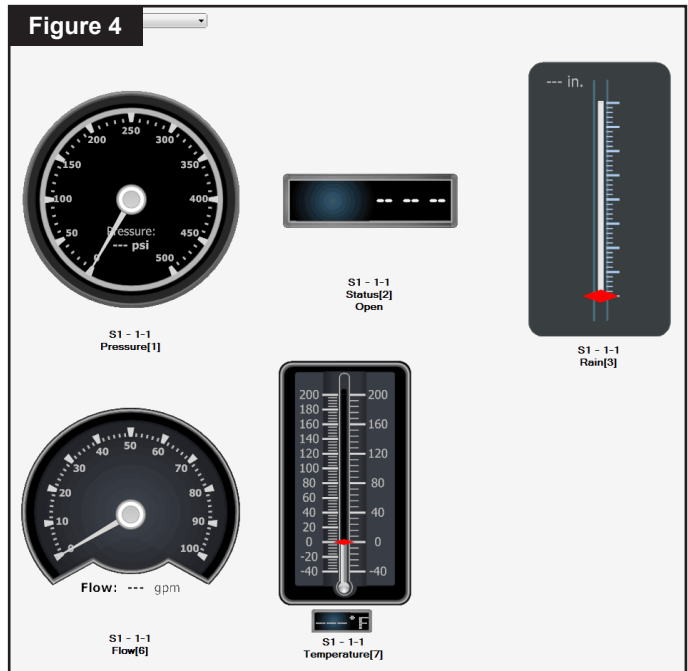 Figure 4
250
200
300
150
350
100
400
50
450
0
500
Pressure:
--- psi
S1 - 1-1
Pressure[1]
-- -- --
S1 - 1-1
Status[2]
Open
--- in.
S1 - 1-1
Rain[3]
50
40
60
30
70
20
80
10
90
0
100
Flow: --- gpm
S1 - 1-1
Flow[6]
200 200
180
160
140
120 120
100
80 80
60
40 40
20
0 0
-20
-40 -40
---°F
S1 - 1-1
Temperature[7]